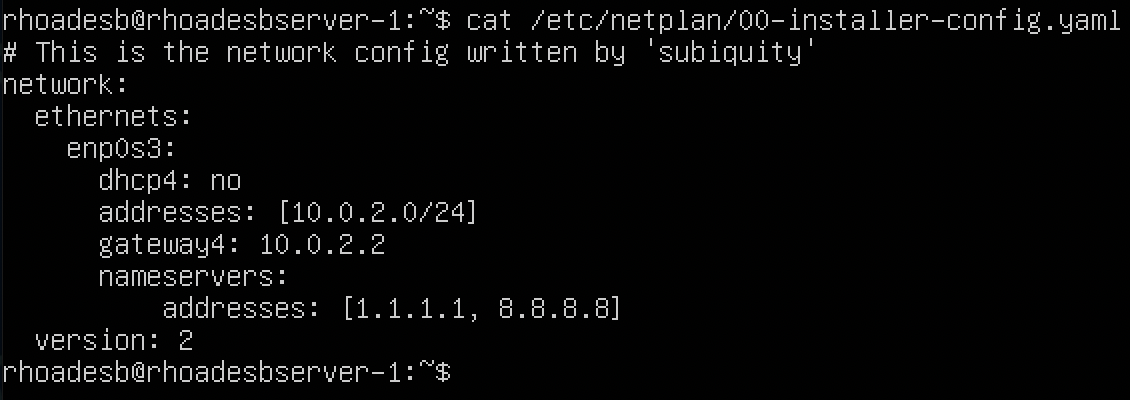 rhoadesb@rhoadesbserver-1:~$ cat /etc/netplan/00-installer-config.yaml
# This is the network config written by 'subiquity'
network:
  ethernets:
    enp0s3:
      dhcp4: no
      addresses: [10.0.2.0/24]
      gateway4: 10.0.2.2
      nameservers:
          addresses: [1.1.1.1, 8.8.8.8]
  version: 2
rhoadesb@rhoadesbserver-1:~$